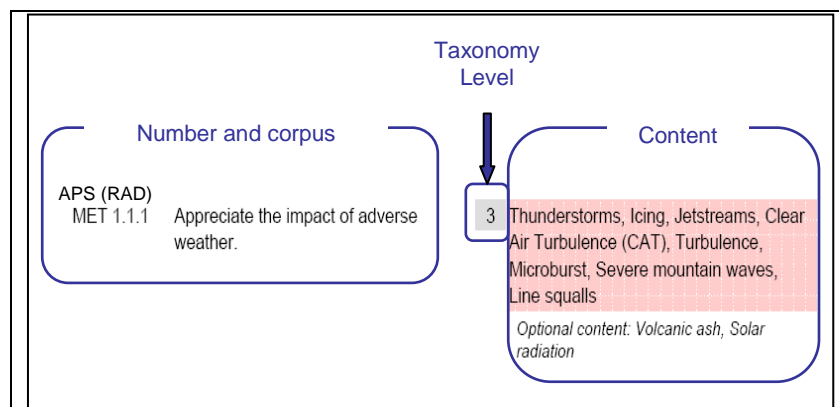 Taxonomy
Level
Number and corpus
Content
APS (RAD)
MET 1.1.1 Appreciate the impact of adverse
weather.
3
Thunderstorms, Icing, Jetstreams, Clear
Air Turbulence (CAT), Turbulence,
Microburst, Severe mountain waves,
Line squalls
Optional content: Volcanic ash, Solar
radiation